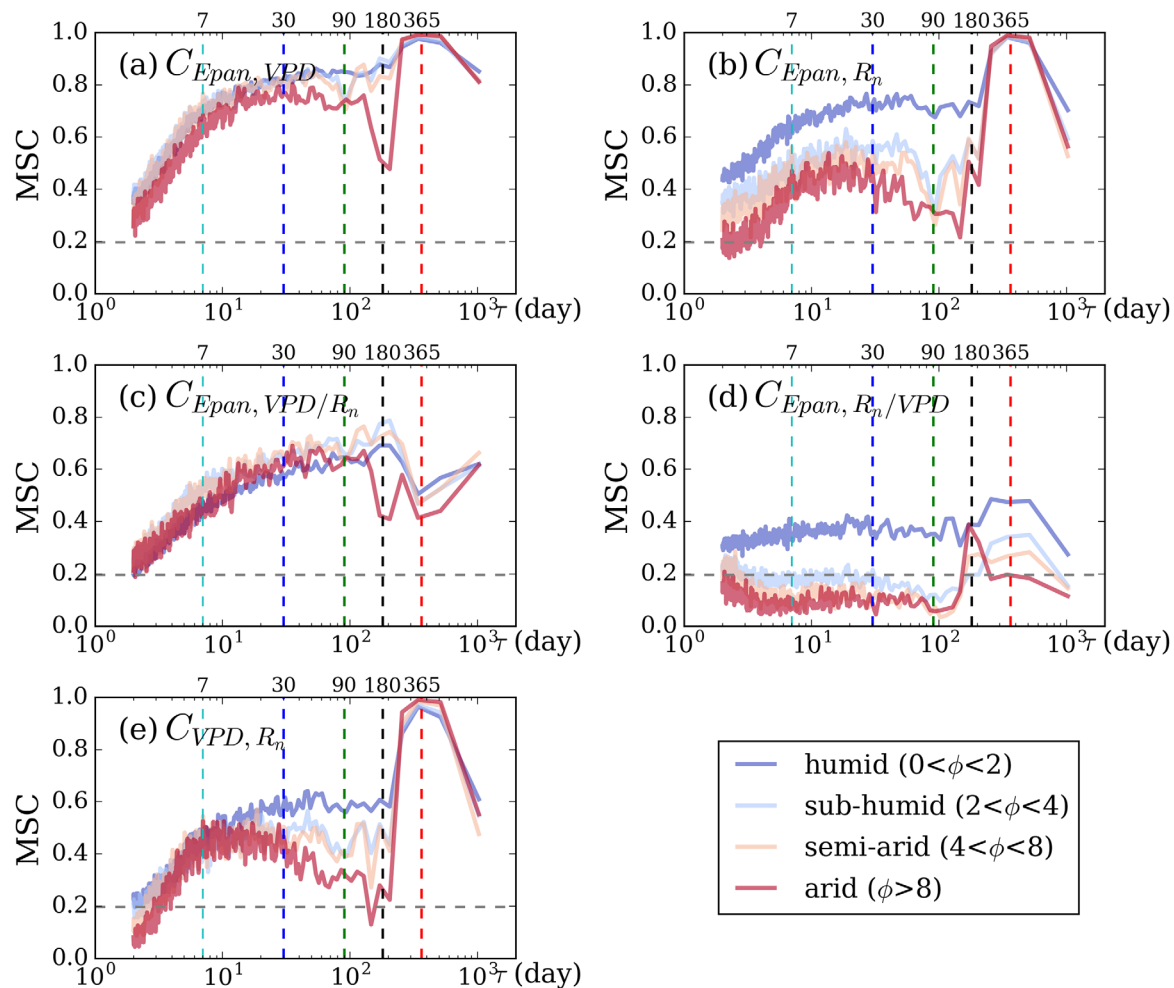 7 30 90 180 365
1.0 0.8 0.6 0.4 0.2 0.0
MSC
(a) C_{Epan, VPD}
10^0 10^1 10^2 10^3 τ (day)
7 30 90 180 365
1.0 0.8 0.6 0.4 0.2 0.0
MSC
(b) C_{Epan, R_n}
10^0 10^1 10^2 10^3 τ (day)
7 30 90 180 365
1.0 0.8 0.6 0.4 0.2 0.0
MSC
(c) C_{Epan, VPD/R_n}
10^0 10^1 10^2 10^3 τ (day)
7 30 90 180 365
1.0 0.8 0.6 0.4 0.2 0.0
MSC
(d) C_{Epan, R_n/VPD}
10^0 10^1 10^2 10^3 τ (day)
7 30 90 180 365
1.0 0.8 0.6 0.4 0.2 0.0
MSC
(e) C_{VPD, R_n}
10^0 10^1 10^2 10^3 τ (day)
humid (0<ϕ<2)
sub-humid (2<ϕ<4)
semi-arid (4<ϕ<8)
arid (ϕ>8)